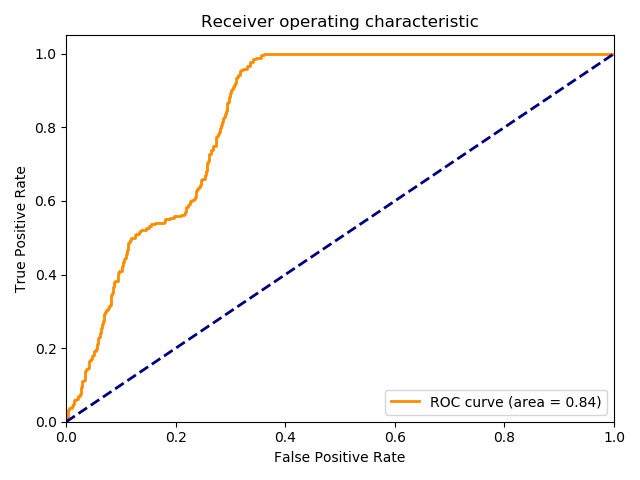 Receiver operating characteristic
True Positive Rate
1.0
0.8
0.6
0.4
0.2
0.0
ROC curve (area = 0.84)
0.0 0.2 0.4 0.6 0.8 1.0
False Positive Rate